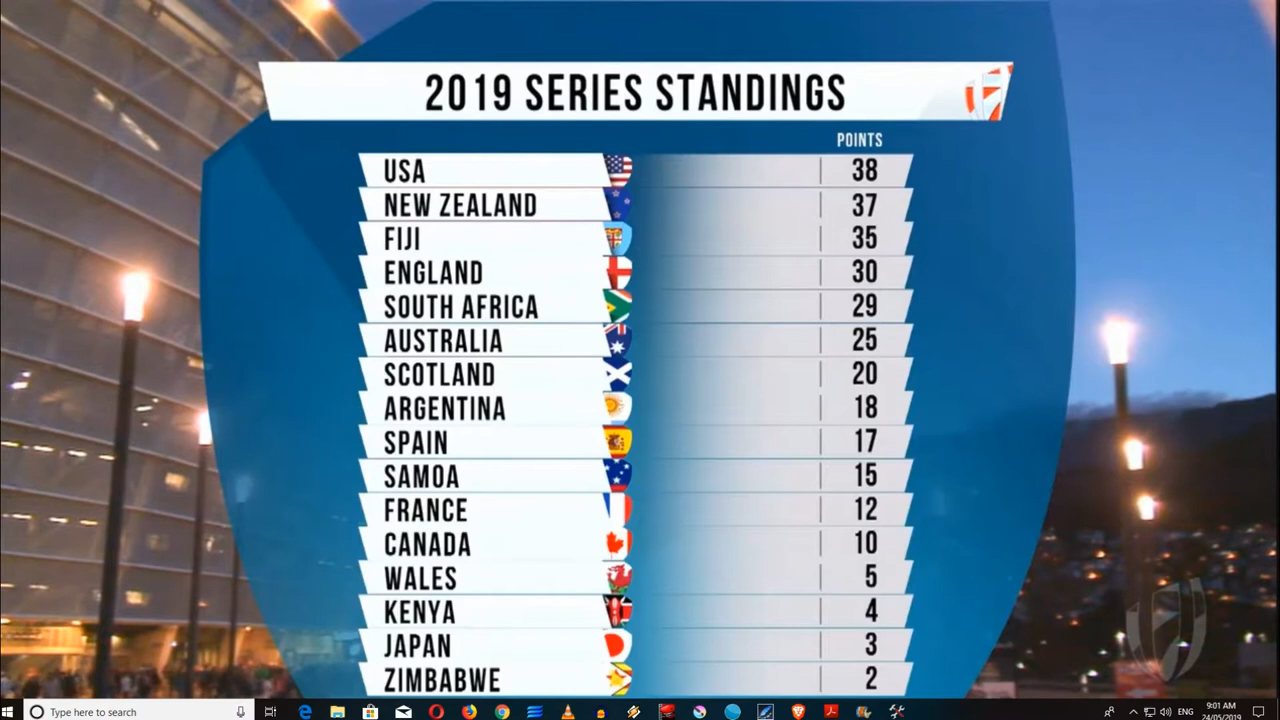 2019 SERIES STANDINGS
POINTS
USA 38
NEW ZEALAND 37
FIJI 35
ENGLAND 30
SOUTH AFRICA 29
AUSTRALIA 25
SCOTLAND 20
ARGENTINA 18
SPAIN 17
SAMOA 15
FRANCE 12
CANADA 10
WALES 5
KENYA 4
JAPAN 3
ZIMBABWE 2
Type here to search
ENG
9:01 AM
24/05/2019